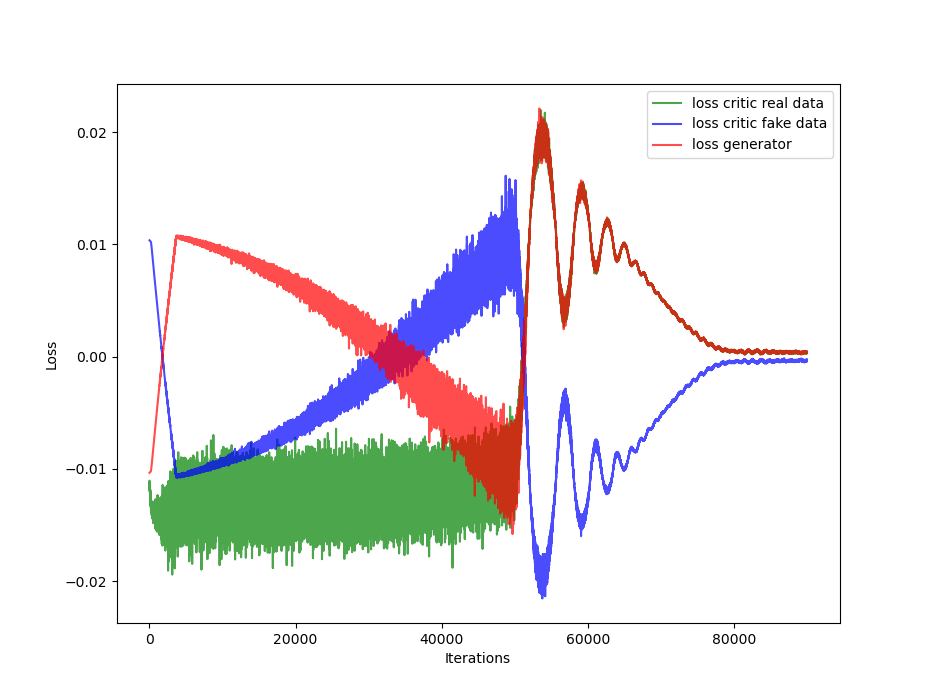 loss critic real data
loss critic fake data
loss generator
0.02
0.01
0.00
−0.01
−0.02
Loss
0 20000 40000 60000 80000
Iterations